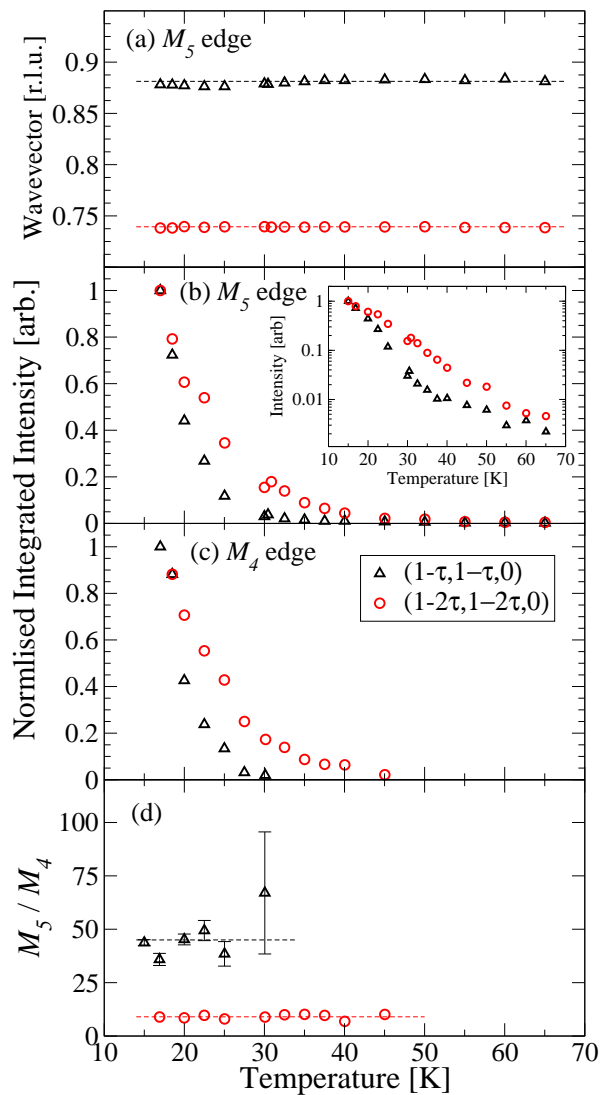 (a) M5 edge
Wavevector [r.l.u.]
0.9
0.85
0.8
0.75
(b) M5 edge
Normlised Integrated Intensity [arb.]
1
0.8
0.6
0.4
0.2
0
Intensity [arb]
1
0.1
0.01
10 20 30 40 50 60 70
Temperature [K]
(c) M4 edge
1
0.8
0.6
0.4
0.2
0
(1-τ,1−τ,0)
(1-2τ,1−2τ,0)
(d)
M5 / M4
100
75
50
25
0
10 20 30 40 50 60 70
Temperature [K]